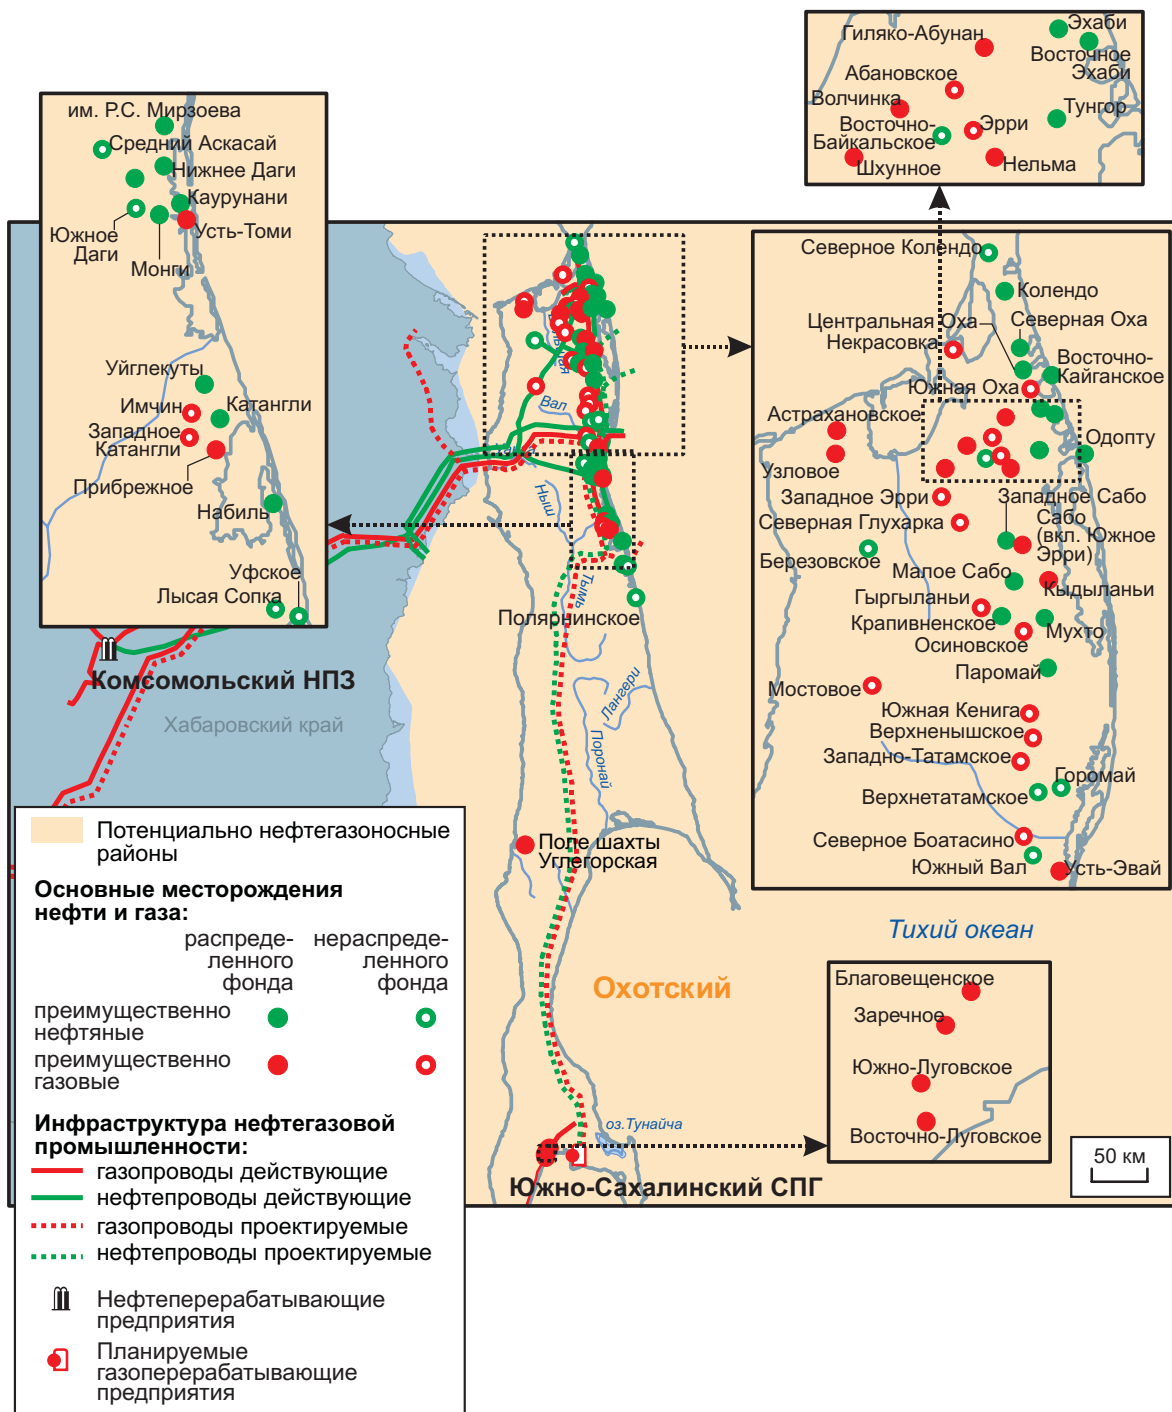 Гиляко-Абунан
Эхаби
Восточное
Эхаби
Абановское
Волчинка
Тунгор
Восточно-
Байкальское
Эрри
Шхунное
Нельма
им. Р.С. Мирзоева
Средний Аскасай
Нижнее Даги
Каурунани
Усть-Томи
Южное
Даги
Монги
Уйглекуты
Имчин
Катангли
Западное
Катангли
Прибрежное
Набиль
Уфское
Лысая Сопка
Северное Колендо
Колендо
Центральная Оха
Северная Оха
Некрасовка
Восточно-
Кайганское
Южная Оха
Астрахановское
Одопту
Узловое
Западное Эрри
Западное Сабо
Северная Глухарка
Сабо
(вкл. Южное
Эрри)
Березовское
Малое Сабо
Кыдыланьи
Гыргыланьи
Крапивненское
Мухто
Осиновское
Паромай
Мостовое
Южная Кенига
Верхненышское
Западно-Татамское
Горомай
Верхнетатамское
Северное Боатасино
Южный Вал
Усть-Эвай
Вал
Ныш
Тымь
Полярнинское
Лангери
Поронай
Комсомольский НПЗ
Хабаровский край
Поле шахты
Углегорская
Тихий океан
Охотский
Благовещенское
Заречное
Южно-Луговское
Восточно-Луговское
оз.Тунайча
Южно-Сахалинский СПГ
50 км
Потенциально нефтегазоносные
районы
Основные месторождения
нефти и газа:
распреде-
ленного
фонда
нераспреде-
ленного
фонда
преимущественно
нефтяные
преимущественно
газовые
Инфраструктура нефтегазовой
промышленности:
газопроводы действующие
нефтепроводы действующие
газопроводы проектируемые
нефтепроводы проектируемые
Нефтеперерабатывающие
предприятия
Планируемые
газоперерабатывающие
предприятия